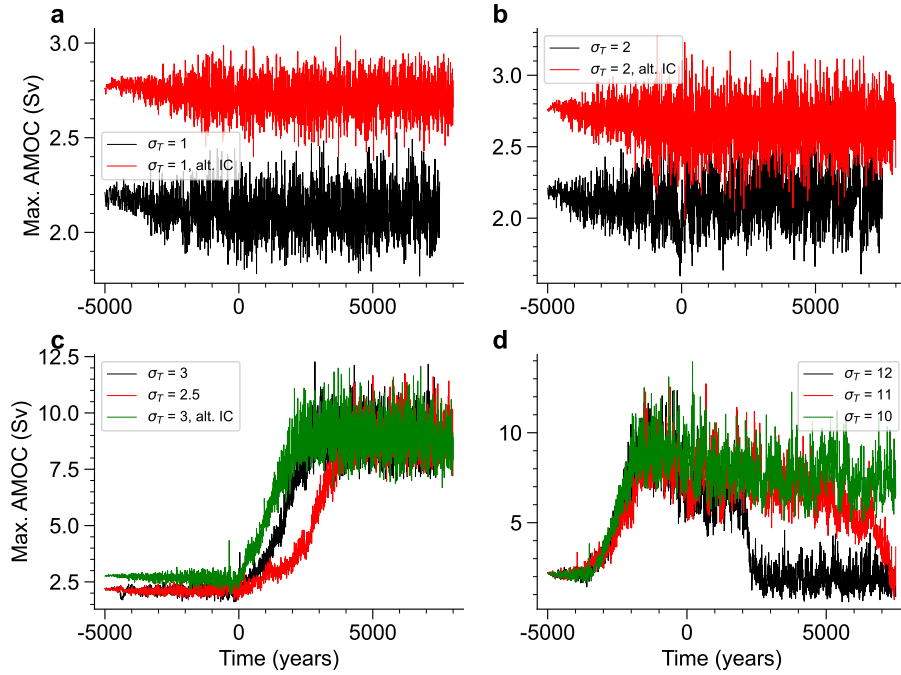 a
b
3.0
2.5
2.0
Max. AMOC (Sv)
σT = 1
σT = 1, alt. IC
-5000
0
5000
3.0
2.5
2.0
σT = 2
σT = 2, alt. IC
-5000
0
5000
c
d
12.5
10.0
7.5
5.0
2.5
Max. AMOC (Sv)
σT = 3
σT = 2.5
σT = 3, alt. IC
-5000
0
5000
Time (years)
10
5
σT = 12
σT = 11
σT = 10
-5000
0
5000
Time (years)